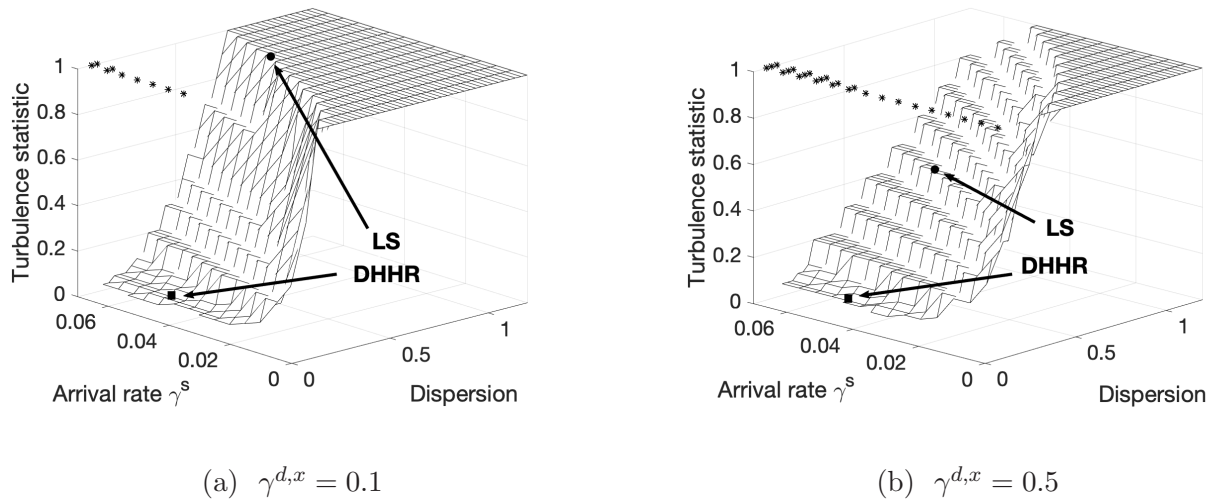 1
0.8
0.6
0.4
0.2
0
Turbulence statistic
0.06
0.04
0.02
0
Arrival rate γˢ
0
0.5
1
Dispersion
LS
DHHR
(a) γ^{d,x} = 0.1
1
0.8
0.6
0.4
0.2
0
Turbulence statistic
0.06
0.04
0.02
0
Arrival rate γˢ
0
0.5
1
Dispersion
LS
DHHR
(b) γ^{d,x} = 0.5